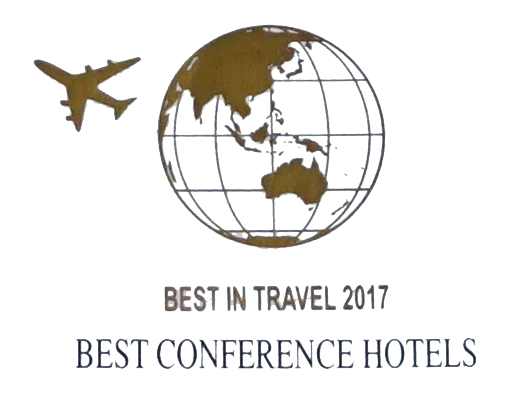 BEST IN TRAVEL 2017
BEST CONFERENCE HOTELS